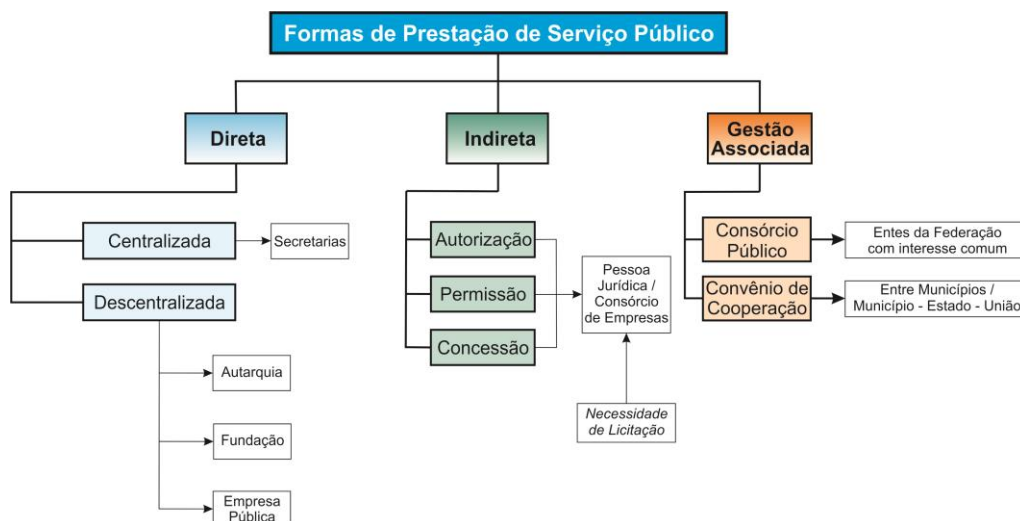 Formas de Prestação de Serviço Público
Direta
Indireta
Gestão
Associada
Centralizada
Secretarias
Descentralizada
Autarquia
Fundação
Empresa
Pública
Autorização
Permissão
Concessão
Pessoa
Jurídica /
Consórcio
de Empresas
Necessidade
de Licitação
Consórcio
Público
Entes da Federação
com interesse comum
Convênio de
Cooperação
Entre Municípios /
Município - Estado - União